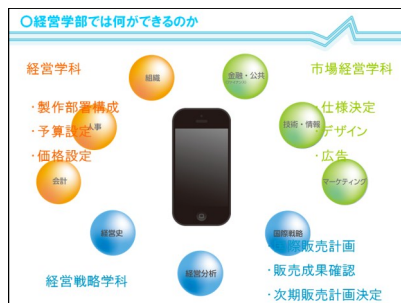 〇経営学部では何ができるのか
経営学科
市場経営学科
組織
金融・公共
・製作部署構成
・仕様決定
人事
技術・情報
・予算設定
・デザイン
・価格設定
・広告
会計
マーケティング
経営史
国際戦略
・国際販売計画
経営戦略学科
経営分析
・販売成果確認
・次期販売計画決定